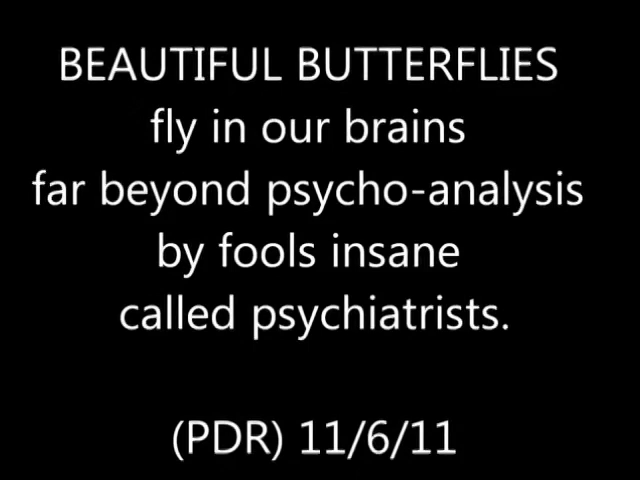 BEAUTIFUL BUTTERFLIES
fly in our brains
far beyond psycho-analysis
by fools insane
called psychiatrists.
(PDR) 11/6/11